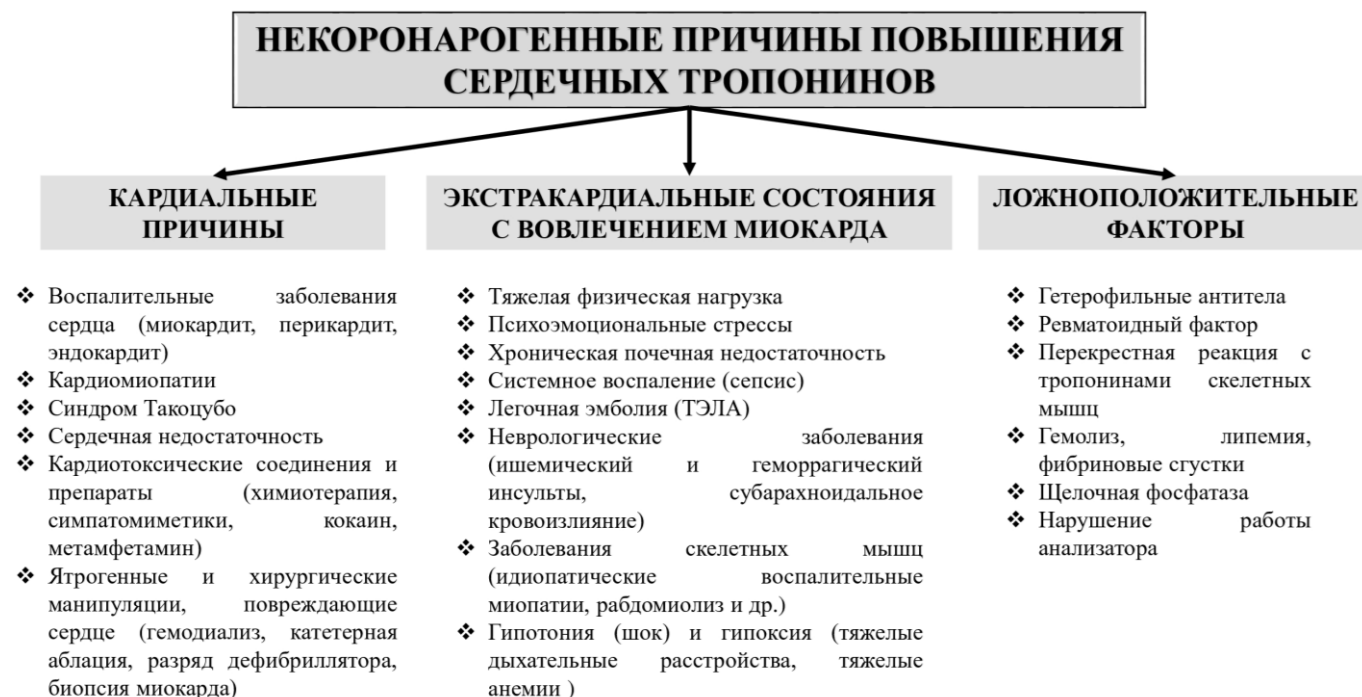 НЕКОРОНАРОГЕННЫЕ ПРИЧИНЫ ПОВЫШЕНИЯ
СЕРДЕЧНЫХ ТРОПОНИНОВ
КАРДИАЛЬНЫЕ
ПРИЧИНЫ
❖ Воспалительные заболевания
сердца (миокардит, перикардит,
эндокардит)
❖ Кардиомиопатии
❖ Синдром Такоцубо
❖ Сердечная недостаточность
❖ Кардиотоксические соединения и
препараты (химиотерапия,
симпатомиметики, кокаин,
метамфетамин)
❖ Ятрогенные и хирургические
манипуляции, повреждающие
сердце (гемодиализ, катетерная
аблация, разряд дефибриллятора,
биопсия миокарда)
ЭКСТРАКАРДИАЛЬНЫЕ СОСТОЯНИЯ
С ВОВЛЕЧЕНИЕМ МИОКАРДА
❖ Тяжелая физическая нагрузка
❖ Психоэмоциональные стрессы
❖ Хроническая почечная недостаточность
❖ Системное воспаление (сепсис)
❖ Легочная эмболия (ТЭЛА)
❖ Неврологические заболевания
(ишемический и геморрагический
инсульты, субарахноидальное
кровоизлияние)
❖ Заболевания скелетных мышц
(идиопатические воспалительные
миопатии, рабдомиолиз и др.)
❖ Гипотония (шок) и гипоксия (тяжелые
дыхательные расстройства, тяжелые
анемии )
ЛОЖНОПОЛОЖИТЕЛЬНЫЕ
ФАКТОРЫ
❖ Гетерофильные антитела
❖ Ревматоидный фактор
❖ Перекрестная реакция с
тропонинами скелетных
мышц
❖ Гемолиз, липемия,
фибриновые сгустки
❖ Щелочная фосфатаза
❖ Нарушение работы
анализатора